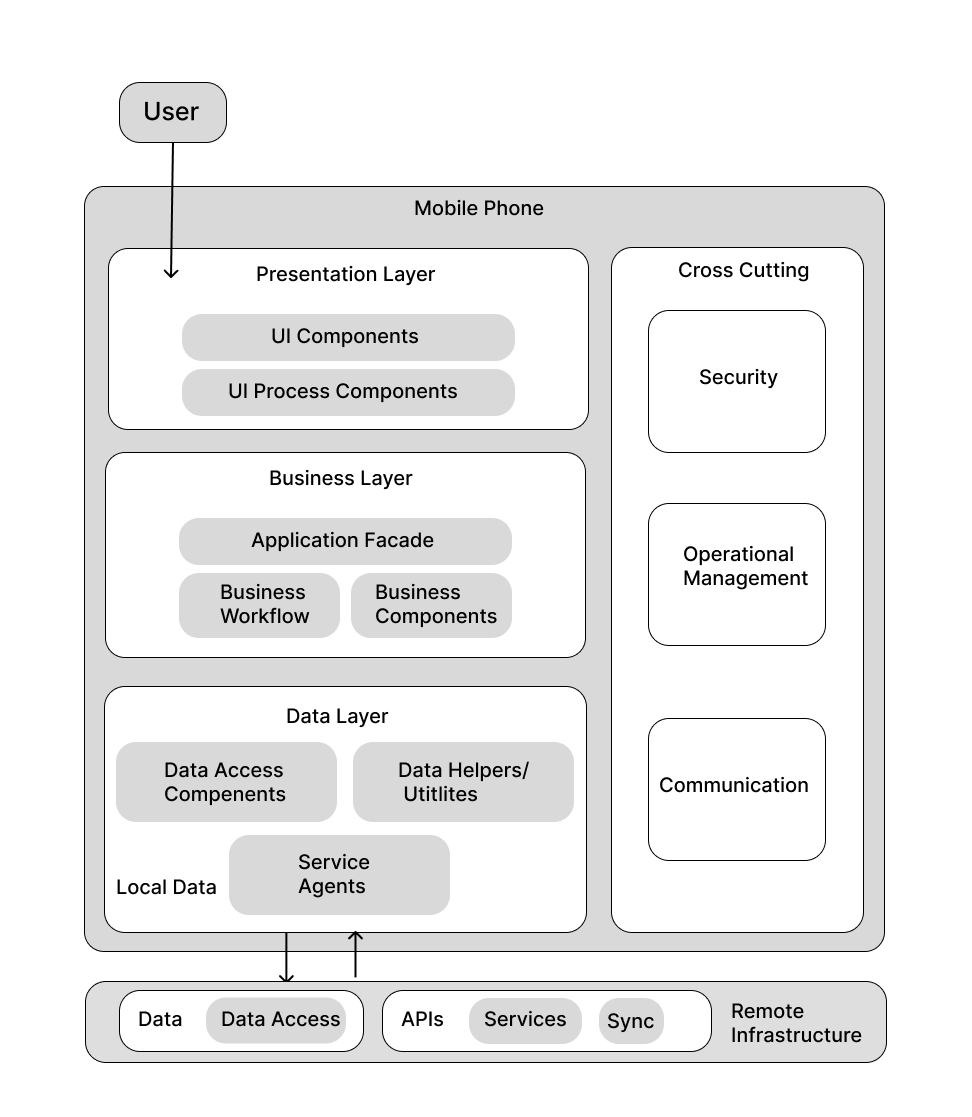 User
Mobile Phone
Presentation Layer
UI Components
UI Process Components
Business Layer
Application Facade
Business
Workflow
Business
Components
Data Layer
Data Access
Compenents
Data Helpers/
Utitlites
Service
Agents
Local Data
Cross Cutting
Security
Operational
Management
Communication
Data
Data Access
APIs
Services
Sync
Remote
Infrastructure